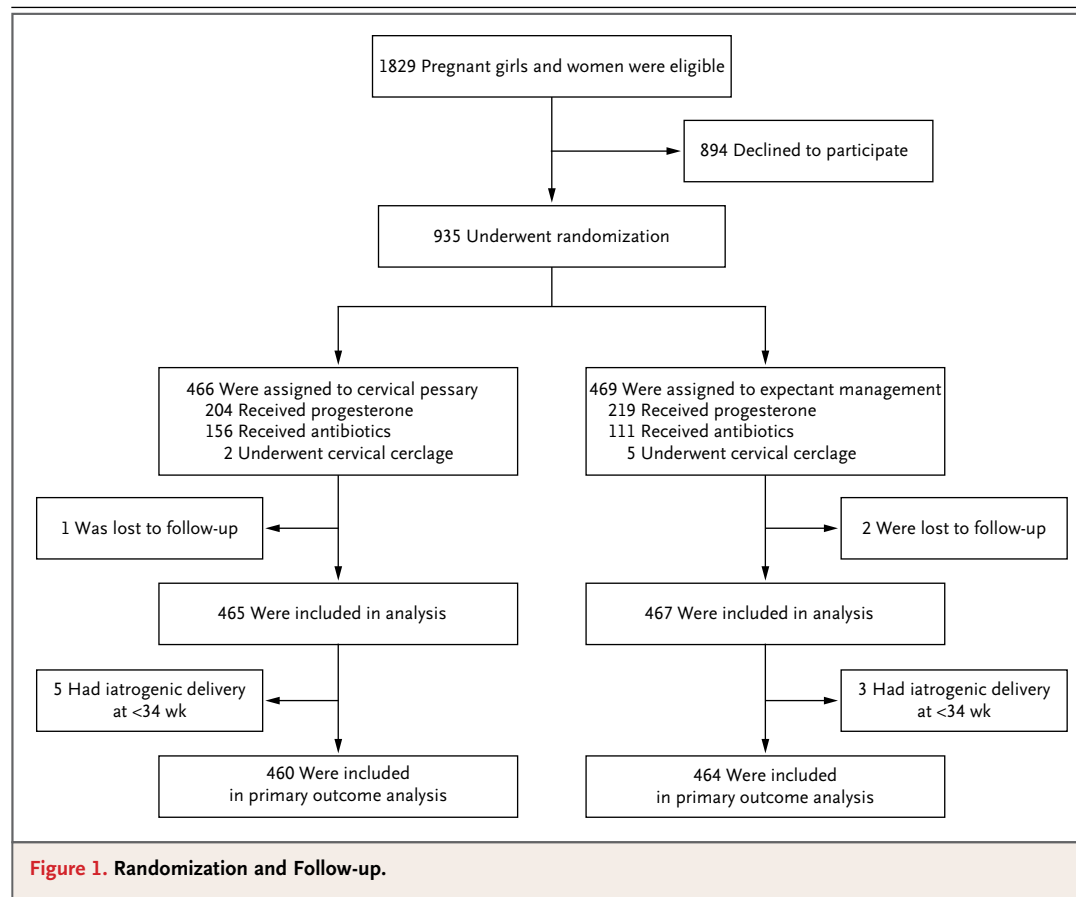 1829 Pregnant girls and women were eligible
894 Declined to participate
935 Underwent randomization
466 Were assigned to cervical pessary
204 Received progesterone
156 Received antibiotics
2 Underwent cervical cerclage
469 Were assigned to expectant management
219 Received progesterone
111 Received antibiotics
5 Underwent cervical cerclage
1 Was lost to follow-up
2 Were lost to follow-up
465 Were included in analysis
467 Were included in analysis
5 Had iatrogenic delivery
at <34 wk
3 Had iatrogenic delivery
at <34 wk
460 Were included
in primary outcome analysis
464 Were included
in primary outcome analysis
Figure 1. Randomization and Follow-up.